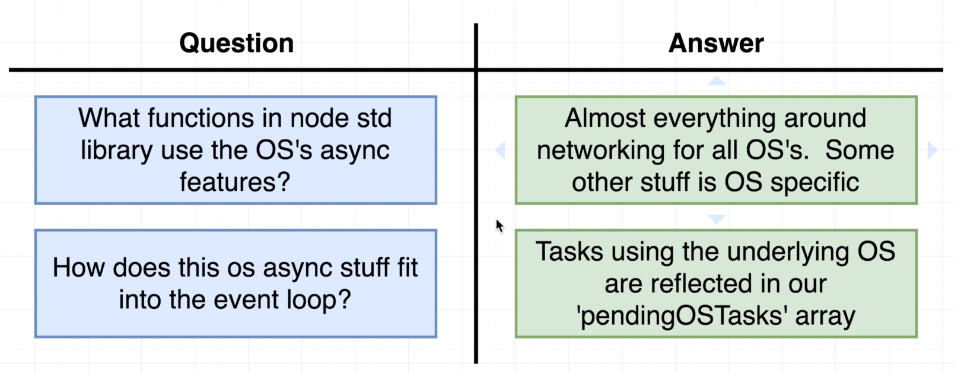 Question
Answer
What functions in node std
library use the OS's async
features?
Almost everything around
networking for all OS's.  Some
other stuff is OS specific
How does this os async stuff fit
into the event loop?
Tasks using the underlying OS
are reflected in our
'pendingOSTasks' array